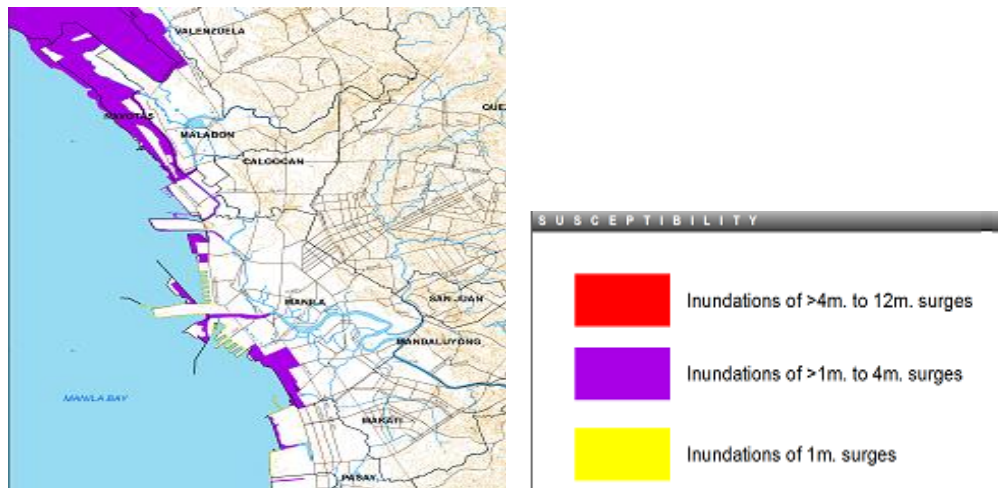 VALENZUELA
QUE
NAVOTAS
MALABON
CALOOCAN
MANILA
SAN JUAN
MANDALUYONG
MANILA BAY
MAKATI
PASAY
SUSCEPTIBILITY
Inundations of >4m. to 12m. surges
Inundations of >1m. to 4m. surges
Inundations of 1m. surges